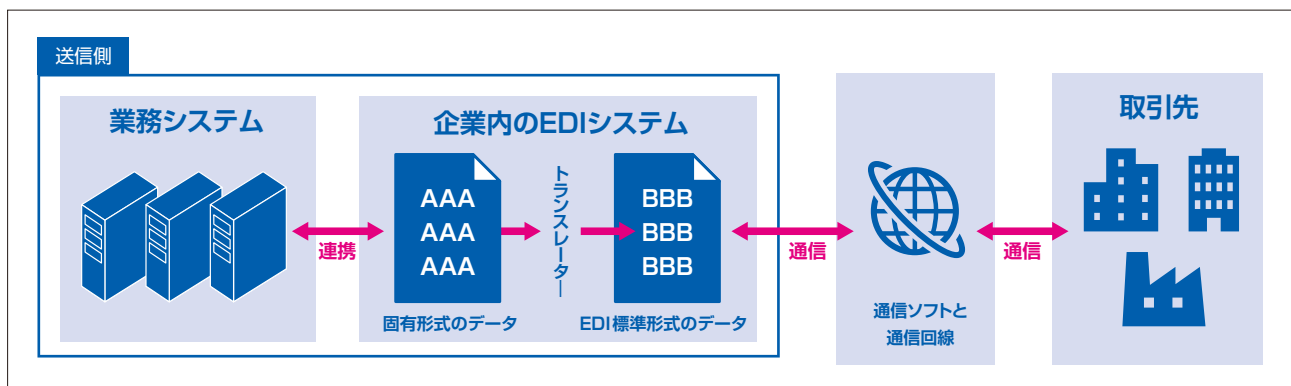 送信側
業務システム
連携
企業内のEDIシステム
AAA
AAA
AAA
固有形式のデータ
トランスレーター
BBB
BBB
BBB
EDI標準形式のデータ
通信
通信ソフトと
通信回線
通信
取引先